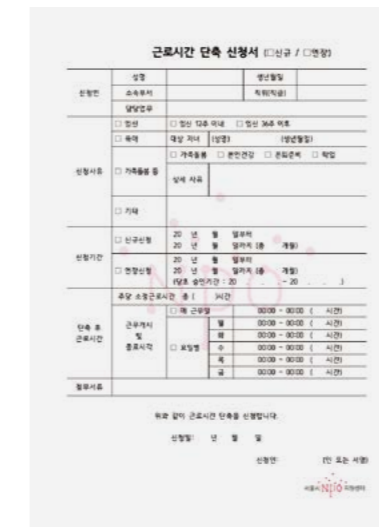 근로시간 단축 신청서 (□신규 / □연장)
신청인
성명
생년월일
소속부서
직위(직급)
담당업무
신청사유
□ 임신 □ 임신 12주 이내 □ 임신 36주 이후
□ 육아 대상 자녀 (성명) (생년월일)
□ 가족돌봄 등 □ 가족돌봄 □ 본인건강 □ 은퇴준비 □ 학업
상세 사유
□ 기타
신청기간
□ 신규신청
20 년 월 일부터
20 년 월 일까지 (총 개월)
□ 연장신청
20 년 월 일부터
20 년 월 일까지 (총 개월)
(당초 승인기간 : 20 . . . ~ 20 . . .)
단축 후
근로시간
주당 소정근로시간 총 ( )시간
근무개시
및
종료시각
□ 매 근무일 00:00 ~ 00:00 ( 시간)
□ 요일별
월 00:00 ~ 00:00 ( 시간)
화 00:00 ~ 00:00 ( 시간)
수 00:00 ~ 00:00 ( 시간)
목 00:00 ~ 00:00 ( 시간)
금 00:00 ~ 00:00 ( 시간)
첨부서류
위와 같이 근로시간 단축을 신청합니다.
신청일: 년 월 일
신청인: (인 또는 서명)
서울시 NPO 지원센터